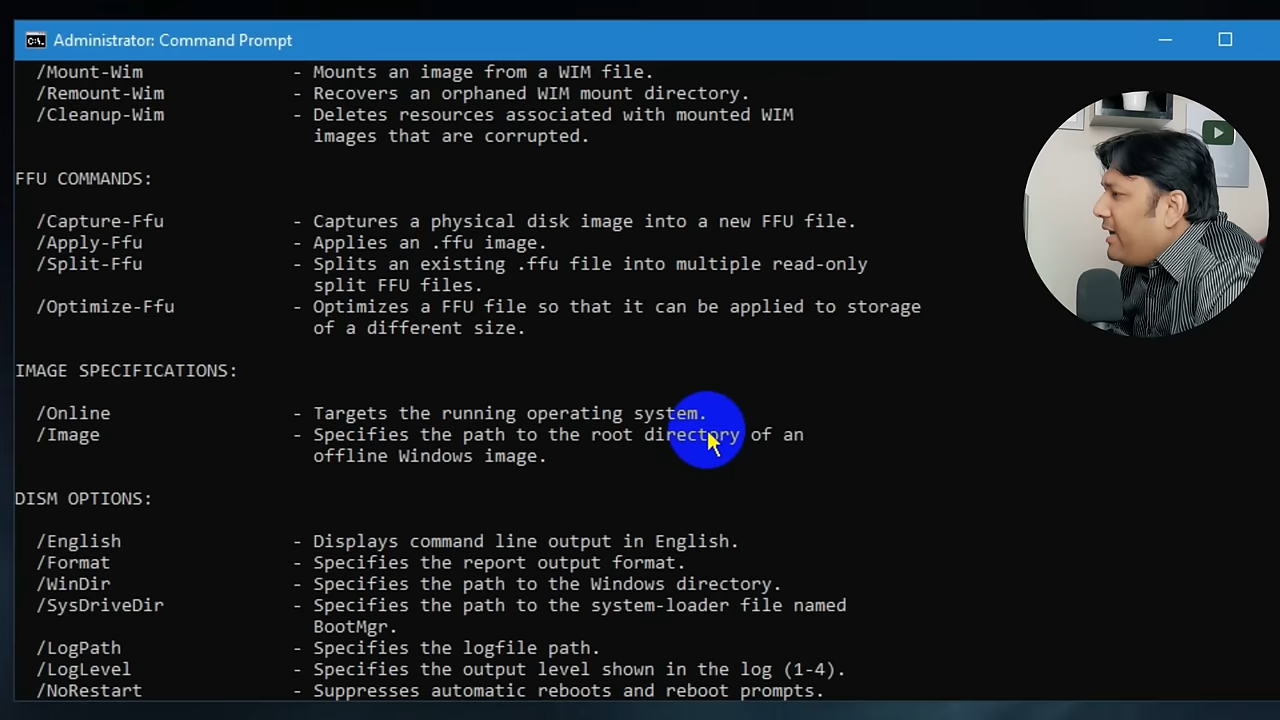 Administrator: Command Prompt
/Mount-Wim - Mounts an image from a WIM file.
/Remount-Wim - Recovers an orphaned WIM mount directory.
/Cleanup-Wim - Deletes resources associated with mounted WIM
images that are corrupted.
FFU COMMANDS:
/Capture-Ffu - Captures a physical disk image into a new FFU file.
/Apply-Ffu - Applies an .ffu image.
/Split-Ffu - Splits an existing .ffu file into multiple read-only
split FFU files.
/Optimize-Ffu - Optimizes a FFU file so that it can be applied to storage
of a different size.
IMAGE SPECIFICATIONS:
/Online - Targets the running operating system.
/Image - Specifies the path to the root directory of an
offline Windows image.
DISM OPTIONS:
/English - Displays command line output in English.
/Format - Specifies the report output format.
/WinDir - Specifies the path to the Windows directory.
/SysDriveDir - Specifies the path to the system-loader file named
BootMgr.
/LogPath - Specifies the logfile path.
/LogLevel - Specifies the output level shown in the log (1-4).
/NoRestart - Suppresses automatic reboots and reboot prompts.